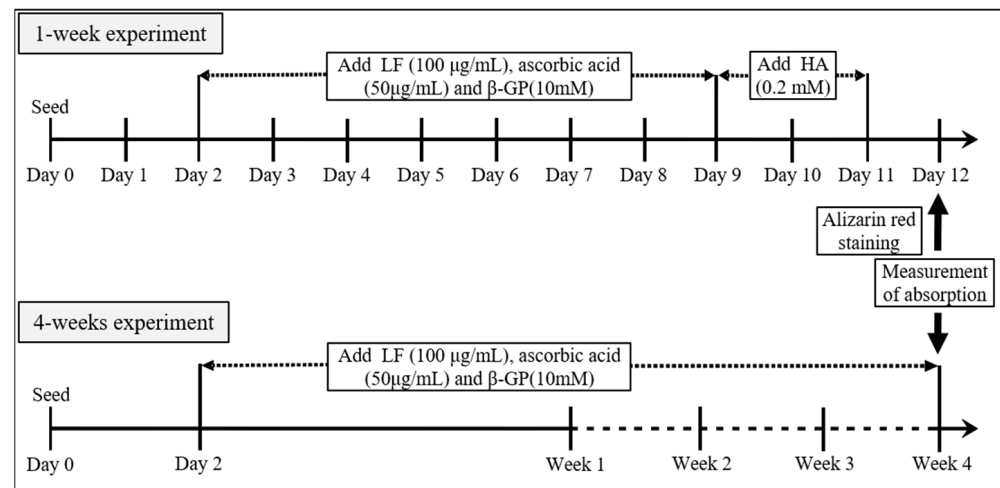 1-week experiment
Add LF (100 μg/mL), ascorbic acid
(50μg/mL) and β-GP(10mM)
Add HA
(0.2 mM)
Seed
Day 0 Day 1 Day 2 Day 3 Day 4 Day 5 Day 6 Day 7 Day 8 Day 9 Day 10 Day 11 Day 12
Alizarin red
staining
Measurement
of absorption
4-weeks experiment
Add LF (100 μg/mL), ascorbic acid
(50μg/mL) and β-GP(10mM)
Seed
Day 0 Day 2 Week 1 Week 2 Week 3 Week 4